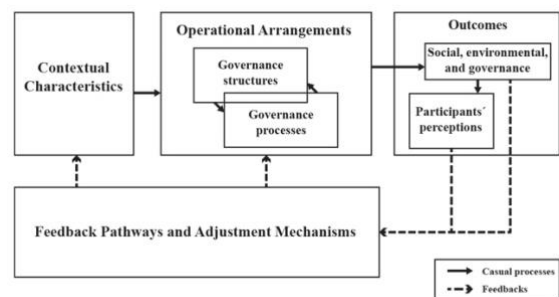 Contextual
Characteristics
Operational Arrangements
Governance
structures
Governance
processes
Outcomes
Social, environmental,
and governance
Participants´
perceptions
Feedback Pathways and Adjustment Mechanisms
Casual processes
Feedbacks